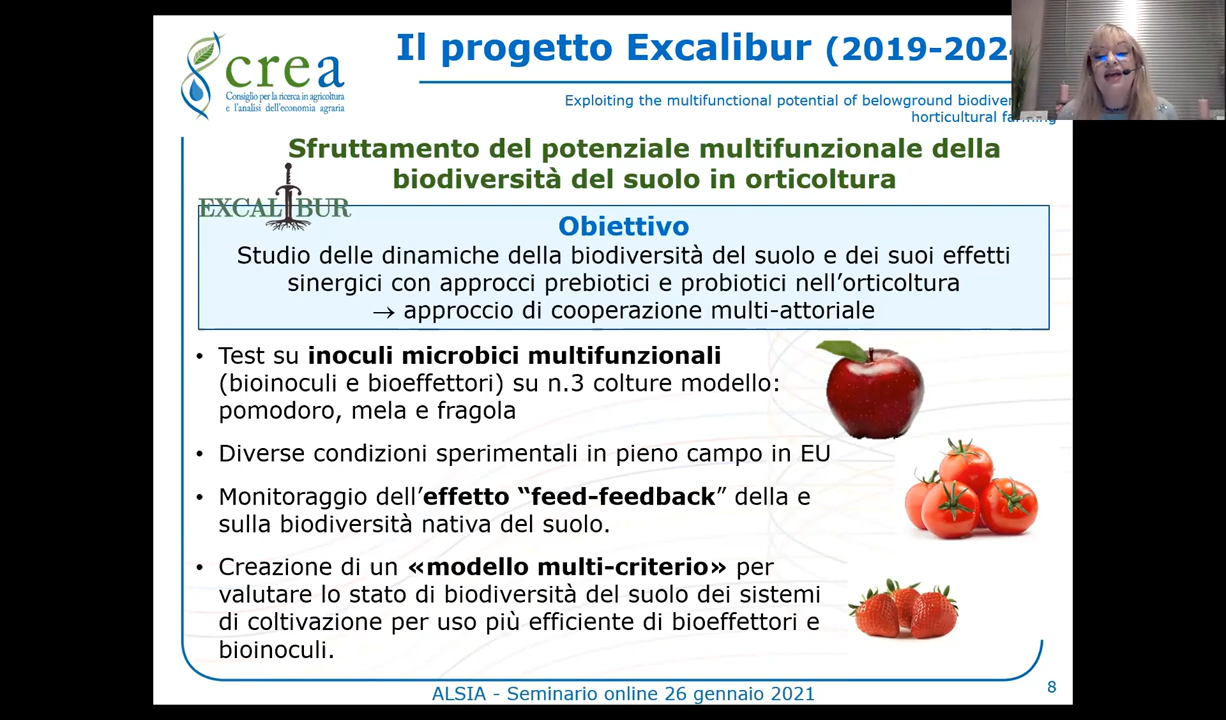 crea
Consiglio per la ricerca in agricoltura
e l'analisi dell'economia agraria
Il progetto Excalibur (2019-202
Exploiting the multifunctional potential of belowground biodiver
horticultural farming
Sfruttamento del potenziale multifunzionale della
biodiversità del suolo in orticoltura
EXCALIBUR
Obiettivo
Studio delle dinamiche della biodiversità del suolo e dei suoi effetti
sinergici con approcci prebiotici e probiotici nell’orticoltura
→ approccio di cooperazione multi-attoriale
• Test su inoculi microbici multifunzionali
(bioinoculi e bioeffettori) su n.3 colture modello:
pomodoro, mela e fragola
• Diverse condizioni sperimentali in pieno campo in EU
• Monitoraggio dell’effetto “feed-feedback” della e
sulla biodiversità nativa del suolo.
• Creazione di un «modello multi-criterio» per
valutare lo stato di biodiversità del suolo dei sistemi
di coltivazione per uso più efficiente di bioeffettori e
bioinoculi.
ALSIA - Seminario online 26 gennaio 2021
8